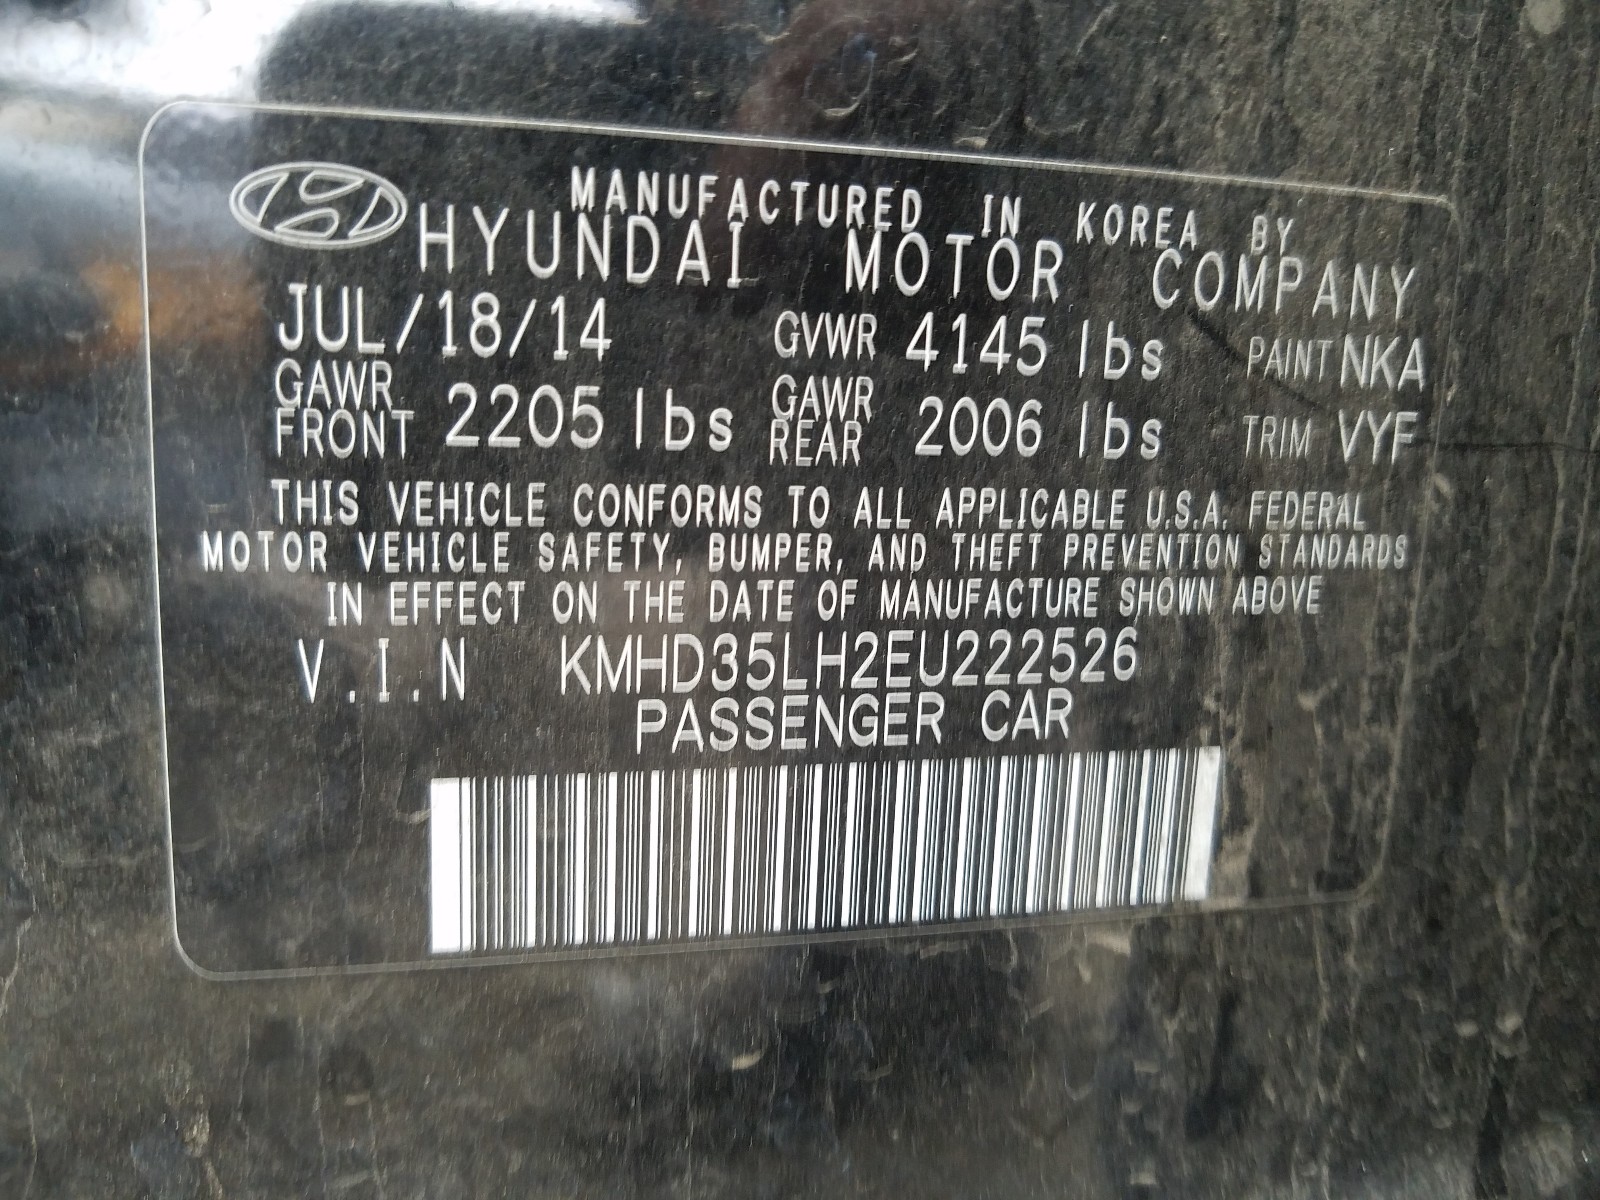 MANUFACTURED IN KOREA BY
HYUNDAI MOTOR COMPANY
JUL/18/14 GVWR 4145 lbs PAINT NKA
GAWR FRONT 2205 lbs GAWR REAR 2006 lbs TRIM VYF
THIS VEHICLE CONFORMS TO ALL APPLICABLE U.S.A. FEDERAL
MOTOR VEHICLE SAFETY, BUMPER, AND THEFT PREVENTION STANDARDS
IN EFFECT ON THE DATE OF MANUFACTURE SHOWN ABOVE
V.I.N KMHD35LH2EU222526
PASSENGER CAR